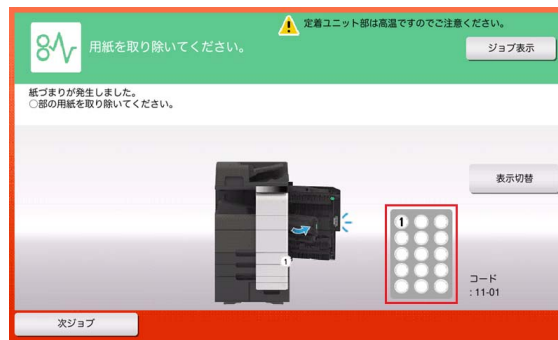 定着ユニット部は高温ですのでご注意ください。
用紙を取り除いてください。
ジョブ表示
紙づまりが発生しました。
○部の用紙を取り除いてください。
表示切替
1
1
コード
: 11-01
次ジョブ